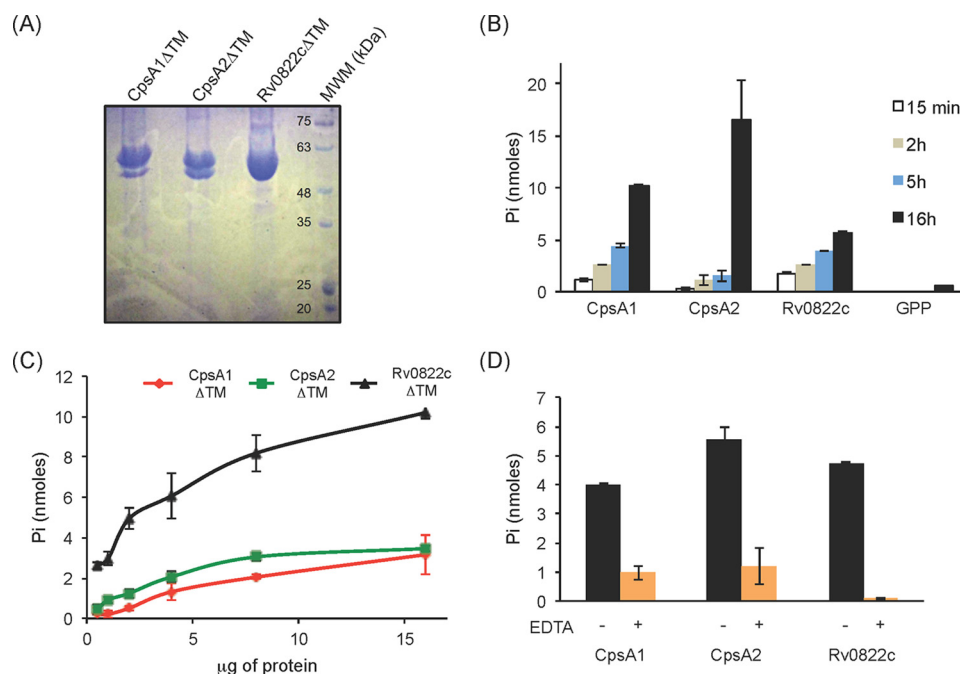 (A)
CpsA1ΔTM
CpsA2ΔTM
Rv0822cΔTM
MWM (kDa)
75
63
48
35
25
20
(B)
Pi (nmoles)
20
15
10
5
0
15 min
2h
5h
16h
CpsA1
CpsA2
Rv0822c
GPP
(C)
Pi (nmoles)
12
10
8
6
4
2
0
CpsA1
ΔTM
CpsA2
ΔTM
Rv0822c
ΔTM
0
5
10
15
μg of protein
(D)
Pi (nmoles)
7
6
5
4
3
2
1
0
EDTA - + - + - +
CpsA1
CpsA2
Rv0822c